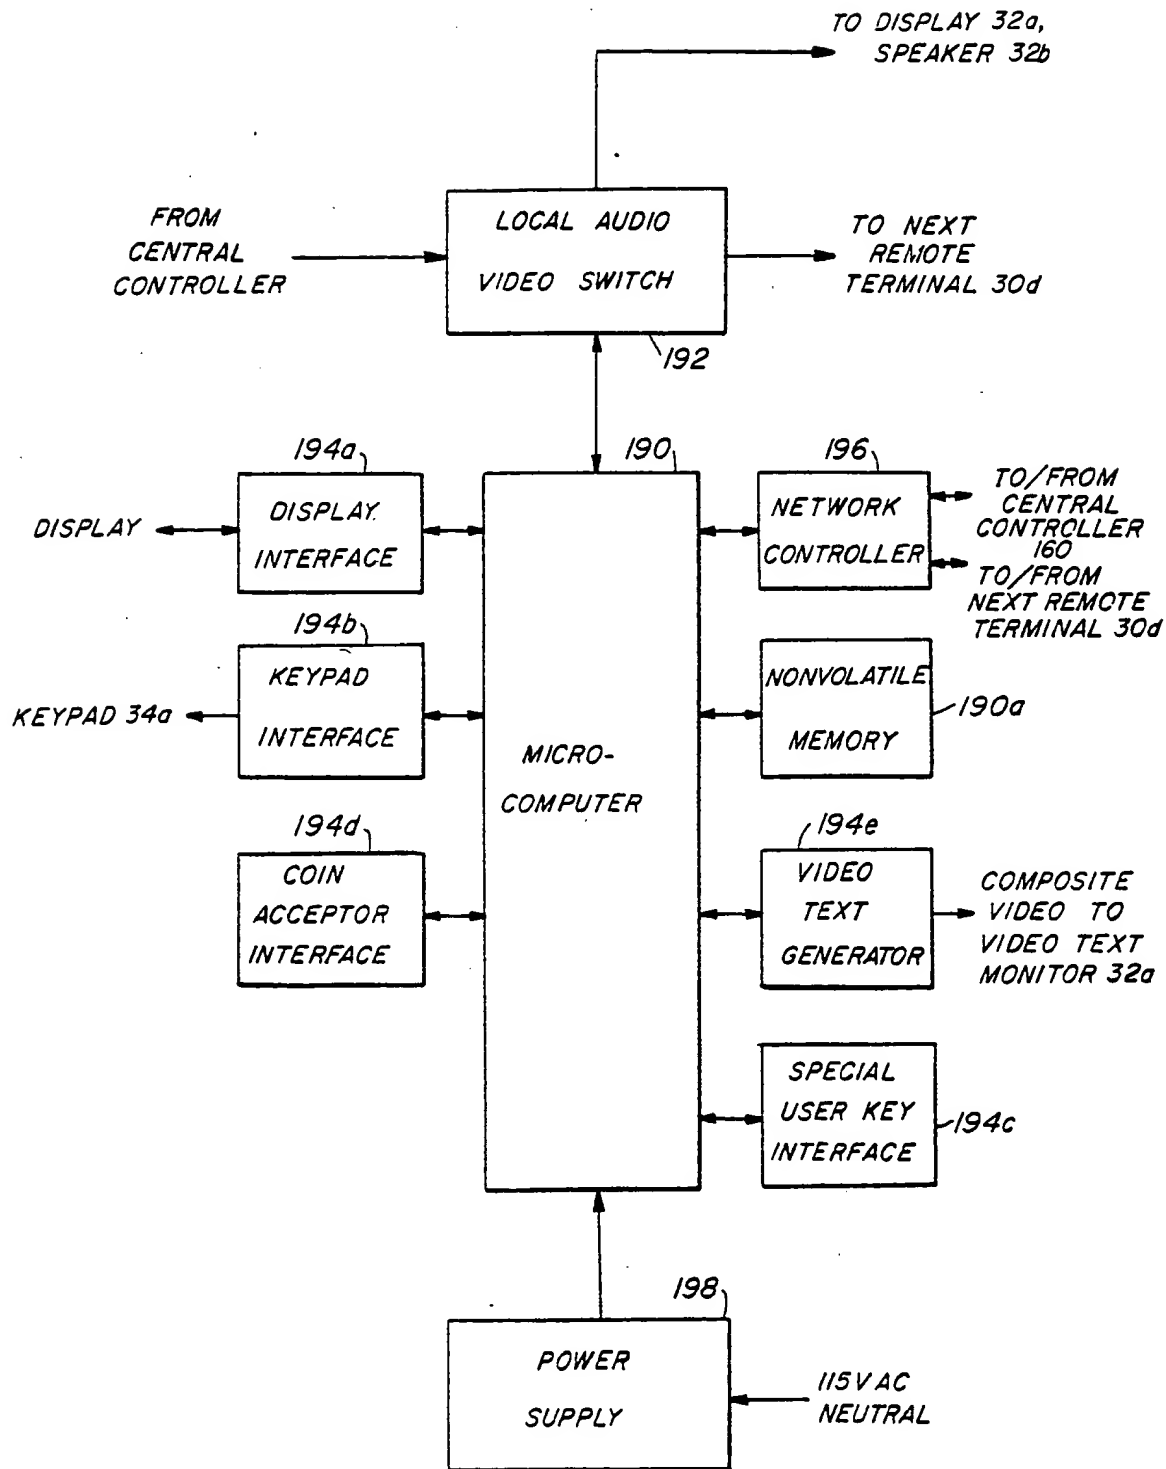 TO DISPLAY 32a,
SPEAKER 32b
FROM
CENTRAL
CONTROLLER
LOCAL AUDIO
VIDEO SWITCH
TO NEXT
REMOTE
TERMINAL 30d
192
194a
190
196
DISPLAY
DISPLAY
INTERFACE
NETWORK
CONTROLLER
TO/FROM
CENTRAL
CONTROLLER
160
TO/FROM
NEXT REMOTE
TERMINAL 30d
194b
KEYPAD 34a
KEYPAD
INTERFACE
MICRO-
COMPUTER
NONVOLATILE
MEMORY
190a
194d
COIN
ACCEPTOR
INTERFACE
194e
VIDEO
TEXT
GENERATOR
COMPOSITE
VIDEO TO
VIDEO TEXT
MONITOR 32a
SPECIAL
USER KEY
INTERFACE
194c
198
POWER
SUPPLY
115VAC
NEUTRAL